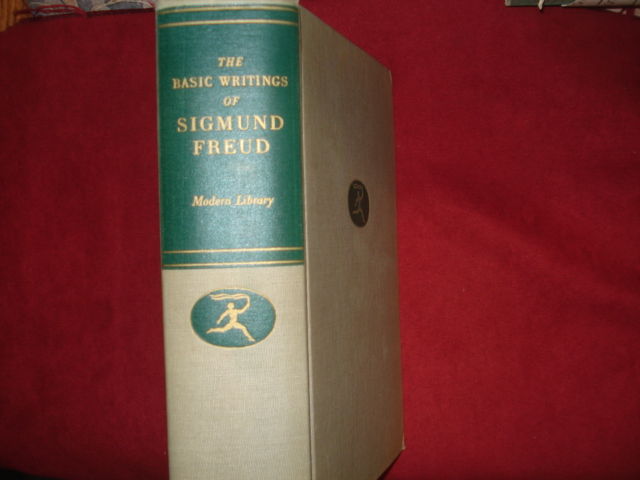 THE
BASIC WRITINGS
OF
SIGMUND
FREUD
Modern Library